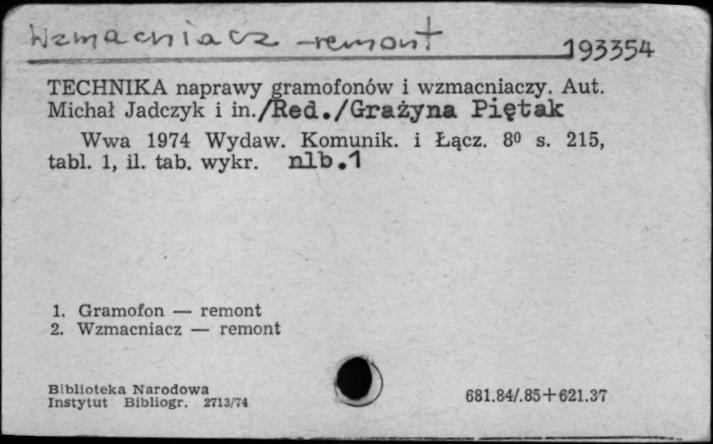 Wzmacniacz - remont
193354
TECHNIKA naprawy gramofonów i wzmacniaczy. Aut.
Michał Jadczyk i in./Red./Grażyna Piętak
Wwa 1974 Wydaw. Komunik. i Łącz. 8º s. 215,
tabl. 1, il. tab. wykr. nlb.1
1. Gramofon — remont
2. Wzmacniacz — remont
Biblioteka Narodowa
Instytut Bibliogr. 2713/74
681.84/.85+621.37